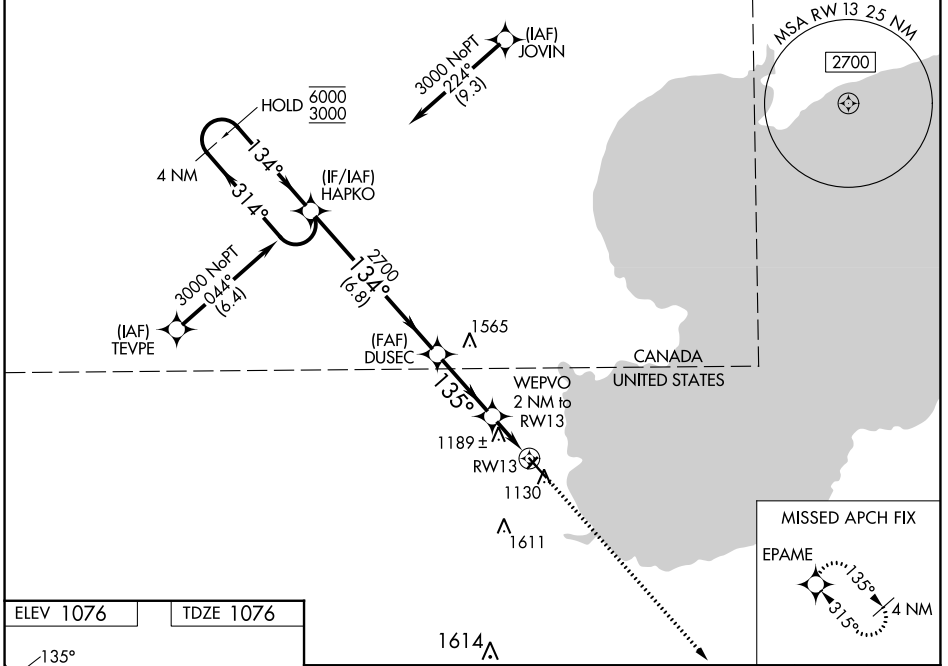 (IAF)
JOVIN
3000 NoPT
224°
(9.3)
MSA RW 13 25 NM
2700
HOLD
6000
3000
4 NM
134°
314°
(IF/IAF)
HAPKO
3000 NoPT
044°
(6.4)
(IAF)
TEVPE
2700
134°
(6.8)
(FAF)
DUSEC
1565
CANADA
UNITED STATES
135°
WEPVO
2 NM to
RW13
1189 ±
RW13
1130
1611
MISSED APCH FIX
EPAME
135°
315°
4 NM
ELEV 1076
TDZE 1076
135°
1614